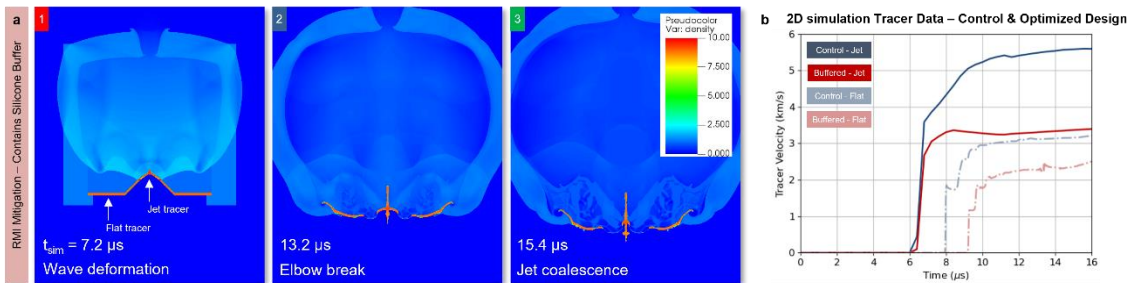 a
RMI Mitigation – Contains Silicone Buffer
1
Jet tracer
Flat tracer
tsim = 7.2 µs
Wave deformation
2
13.2 µs
Elbow break
3
Pseudocolor
Var: density
10.00
7.500
5.000
2.500
0.000
15.4 µs
Jet coalescence
b
2D simulation Tracer Data – Control & Optimized Design
Control - Jet
Buffered - Jet
Control - Flat
Buffered - Flat
Tracer Velocity (km/s)
6
5
4
3
2
1
0
0 2 4 6 8 10 12 14 16
Time (µs)